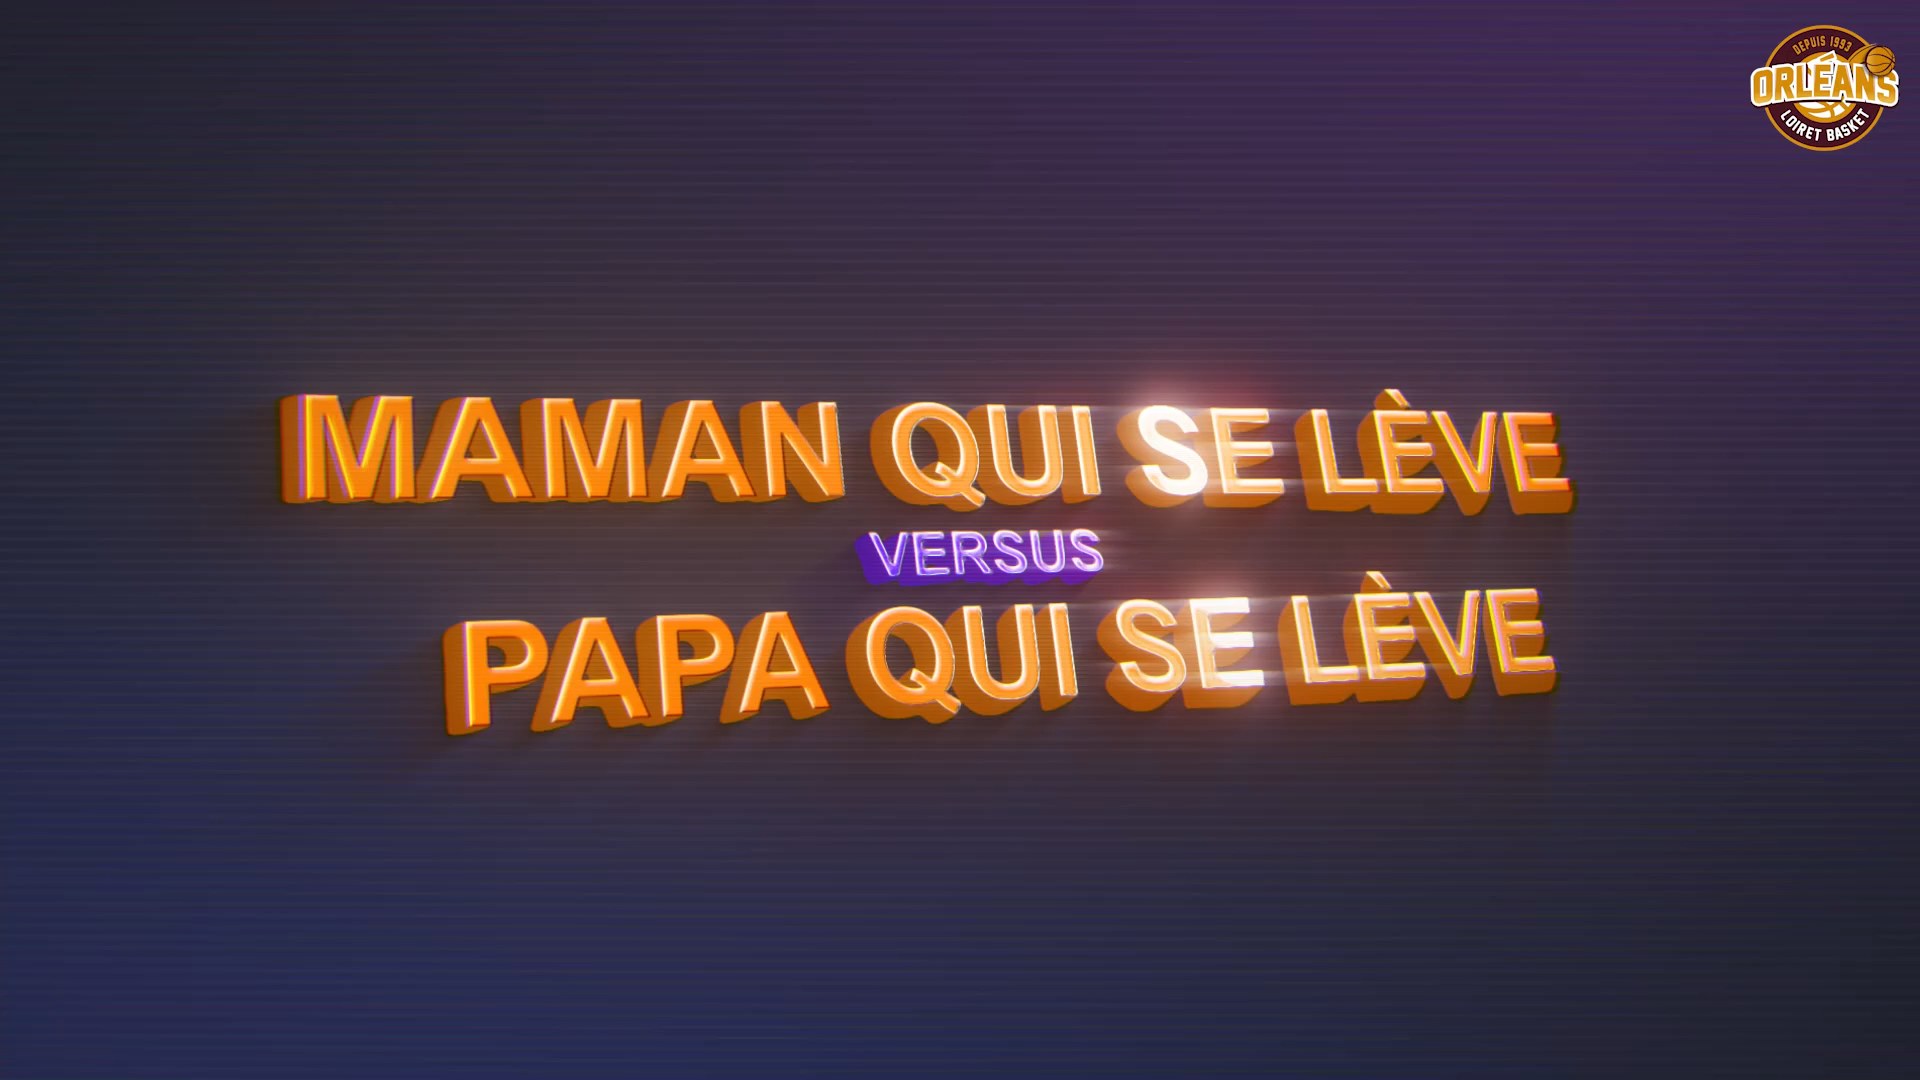 DEPUIS 1993
ORLÉANS
LOIRET BASKET
MAMAN QUI SE LÈVE
VERSUS
PAPA QUI SE LÈVE